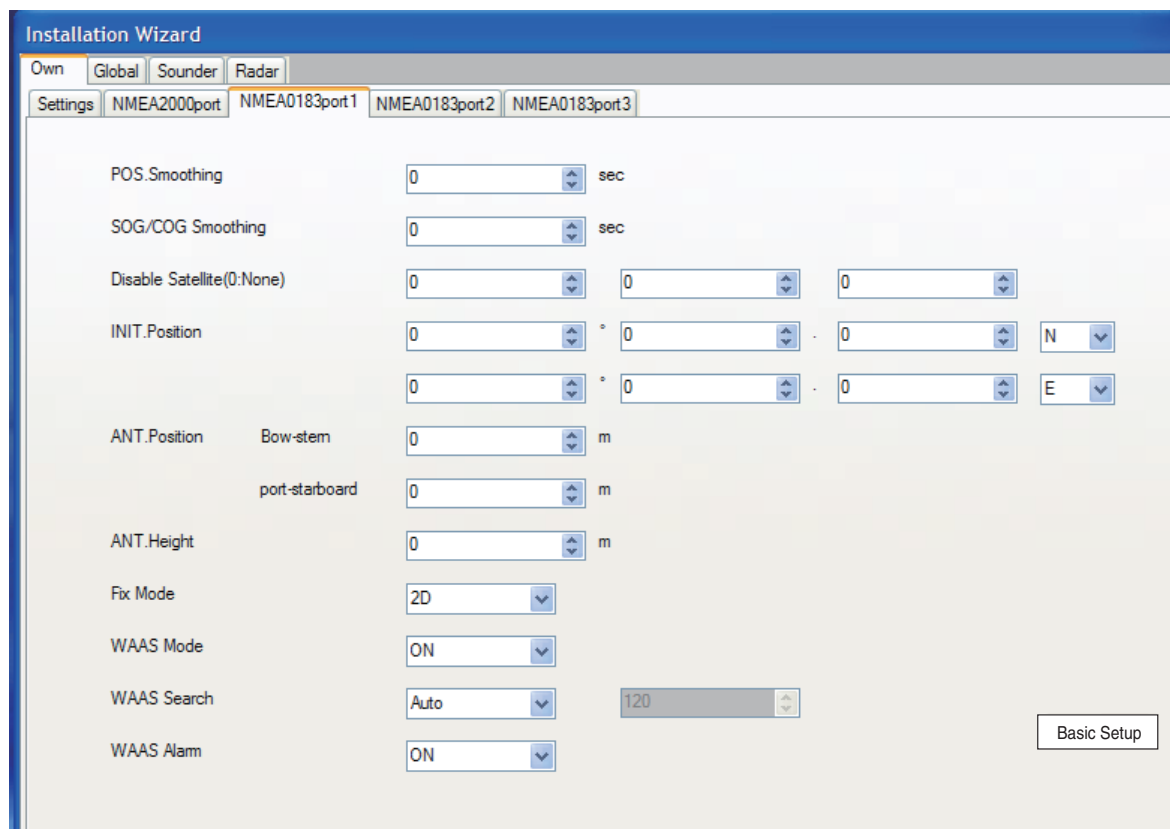 Installation Wizard
Own Global Sounder Radar
Settings NMEA2000port NMEA0183port1 NMEA0183port2 NMEA0183port3
POS.Smoothing 0 sec
SOG/COG Smoothing 0 sec
Disable Satellite(0:None) 0 0 0
INIT.Position 0 ° 0 . 0 N
0 ° 0 . 0 E
ANT.Position Bow-stern 0 m
port-starboard 0 m
ANT.Height 0 m
Fix Mode 2D
WAAS Mode ON
WAAS Search Auto 120
Basic Setup
WAAS Alarm ON